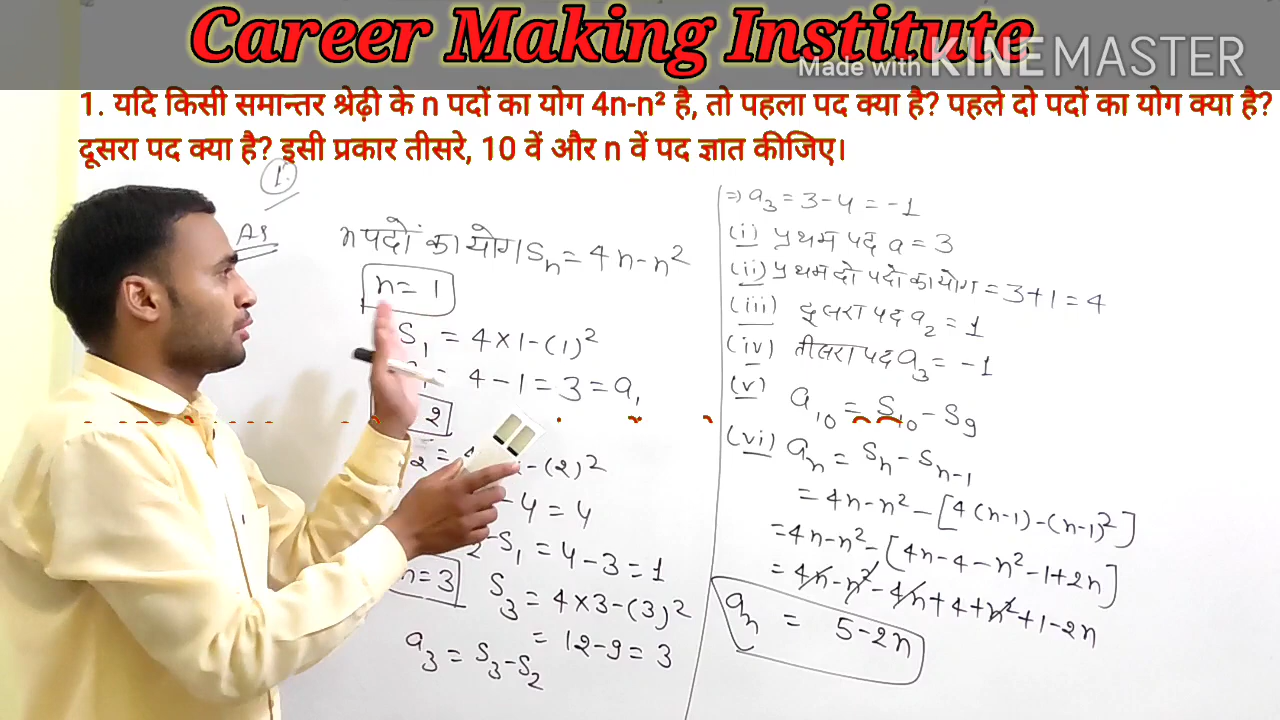 Career Making Institute
Made with KINEMASTER
1. यदि किसी समान्तर श्रेढ़ी के n पदों का योग 4n-n² है, तो पहला पद क्या है? पहले दो पदों का योग क्या है?
दूसरा पद क्या है? इसी प्रकार तीसरे, 10 वें और n वें पद ज्ञात कीजिए।
1.
As
n पदों का योग Sₙ = 4n-n²
n = 1
S₁ = 4×1-(1)²
= 4-1 = 3 = a₁
2
-(2)²
-4 = 4
-S₁ = 4-3 = 1
n=3
S₃ = 4×3-(3)²
= 12-9 = 3
a₃ = S₃-S₂
⇒ a₃ = 3-4 = -1
(i) प्रथम पद a = 3
(ii) प्रथम दो पदो का योग = 3+1 = 4
(iii) दूसरा पद a₂ = 1
(iv) तीसरा पद a₃ = -1
(v) a₁₀ = S₁₀ - S₉
(vi) aₙ = Sₙ - Sₙ₋₁
= 4n-n² - [4(n-1)-(n-1)²]
= 4n-n² - [4n-4-n²-1+2n]
= 4n-n²-4n+4+n²+1-2n
aₙ = 5-2n